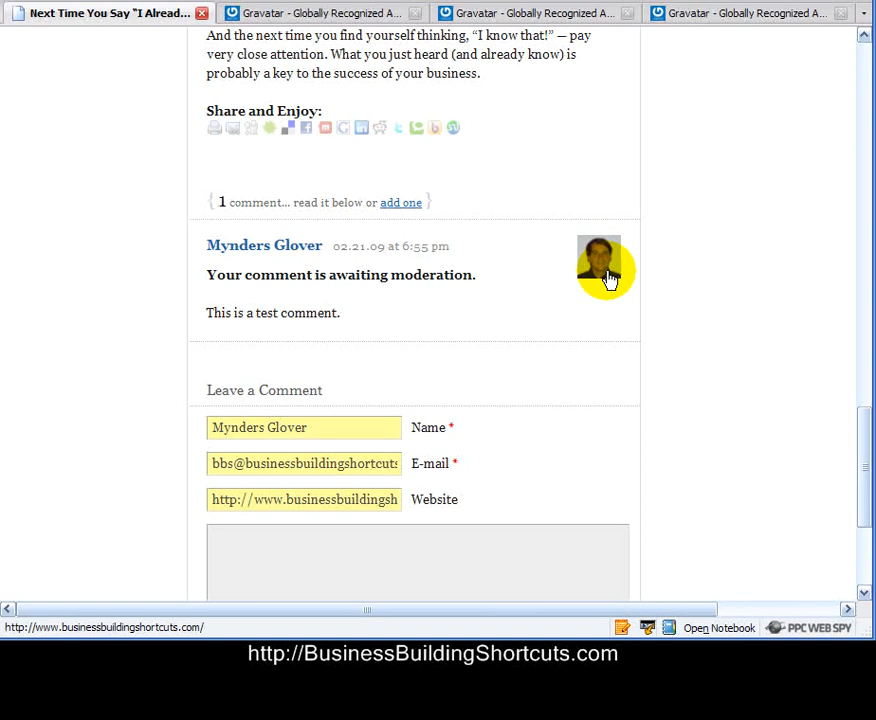 Next Time You Say “I Alread...
Gravatar - Globally Recognized A...
Gravatar - Globally Recognized A...
Gravatar - Globally Recognized A...
And the next time you find yourself thinking, “I know that!” — pay
very close attention. What you just heard (and already know) is
probably a key to the success of your business.
Share and Enjoy:
{ 1 comment... read it below or add one }
Mynders Glover 02.21.09 at 6:55 pm
Your comment is awaiting moderation.
This is a test comment.
Leave a Comment
Mynders Glover Name *
bbs@businessbuildingshortcuts E-mail *
http://www.businessbuildingsh Website
http://www.businessbuildingshortcuts.com/
Open Notebook
PPC WEB SPY
http://BusinessBuildingShortcuts.com